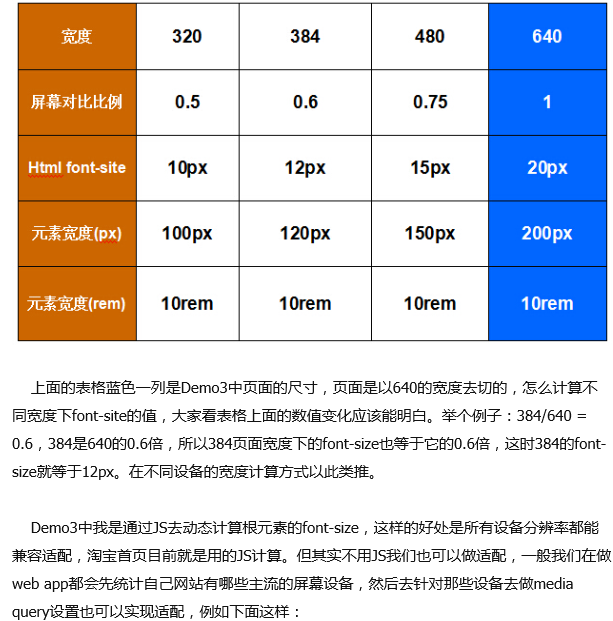 宽度 320 384 480 640
屏幕对比比例 0.5 0.6 0.75 1
Html font-site 10px 12px 15px 20px
元素宽度(px) 100px 120px 150px 200px
元素宽度(rem) 10rem 10rem 10rem 10rem
上面的表格蓝色一列是Demo3中页面的尺寸，页面是以640的宽度去切的，怎么计算不
同宽度下font-site的值，大家看表格上面的数值变化应该能明白。举个例子：384/640 =
0.6，384是640的0.6倍，所以384页面宽度下的font-size也等于它的0.6倍，这时384的font-
size就等于12px。在不同设备的宽度计算方式以此类推。
Demo3中我是通过JS去动态计算根元素的font-size，这样的好处是所有设备分辨率都能
兼容适配，淘宝首页目前就是用的JS计算。但其实不用JS我们也可以做适配，一般我们在做
web app都会先统计自己网站有哪些主流的屏幕设备，然后去针对那些设备去做media
query设置也可以实现适配，例如下面这样：